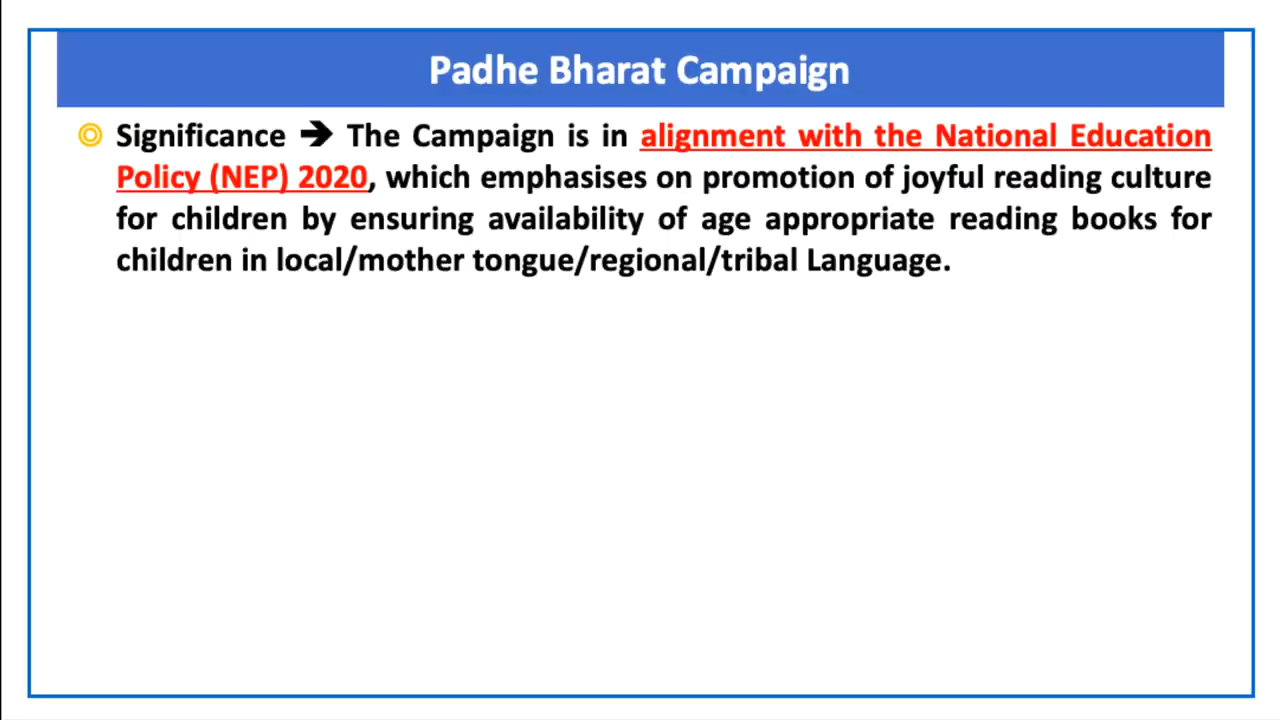 Padhe Bharat Campaign
Significance ➔ The Campaign is in alignment with the National Education
Policy (NEP) 2020, which emphasises on promotion of joyful reading culture
for children by ensuring availability of age appropriate reading books for
children in local/mother tongue/regional/tribal Language.